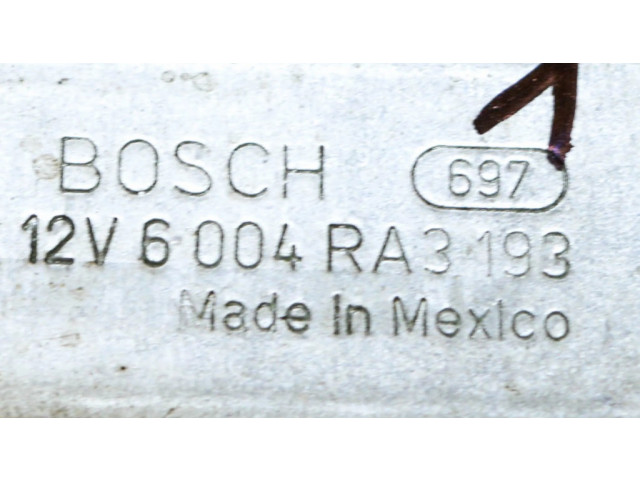 BOSCH 697
12V 6 004 RA3 193
Made in Mexico